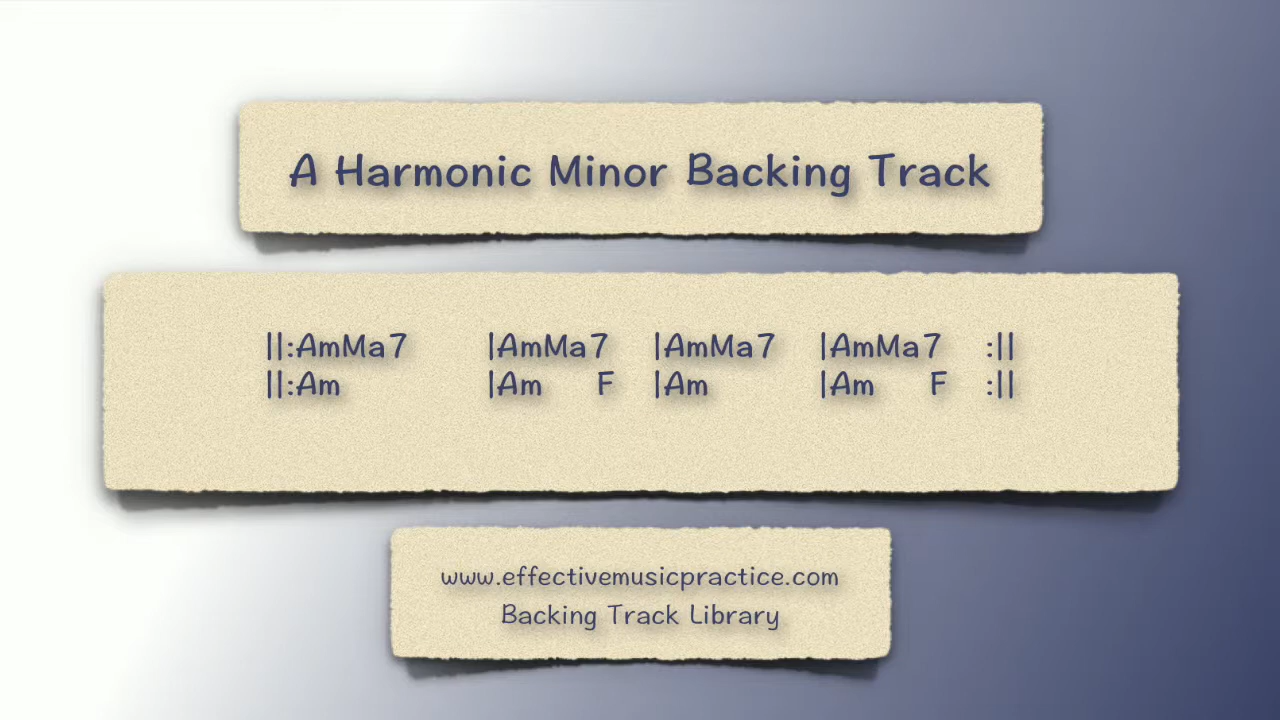 A Harmonic Minor Backing Track
||:AmMa7 |AmMa7 |AmMa7 |AmMa7 :||
||:Am |Am F |Am |Am F :||
www.effectivemusicpractice.com
Backing Track Library